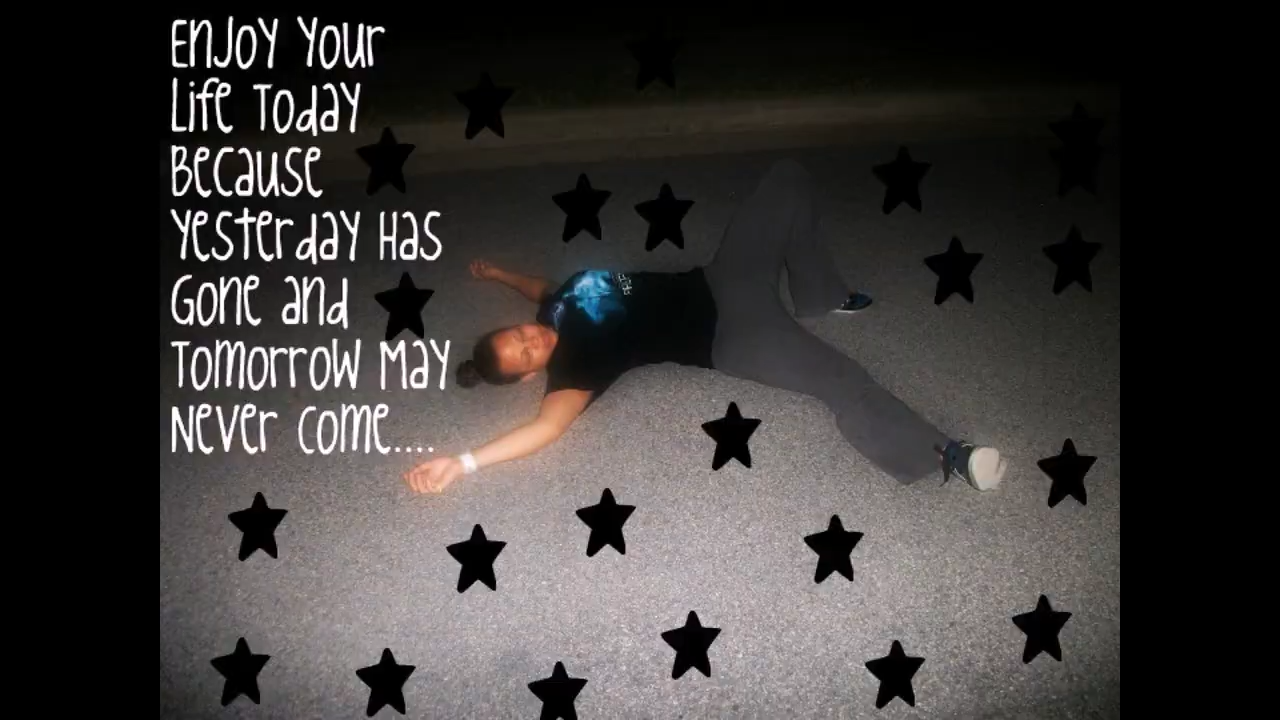 Enjoy Your
Life Today
Because
Yesterday Has
Gone and
Tomorrow May
Never Come....